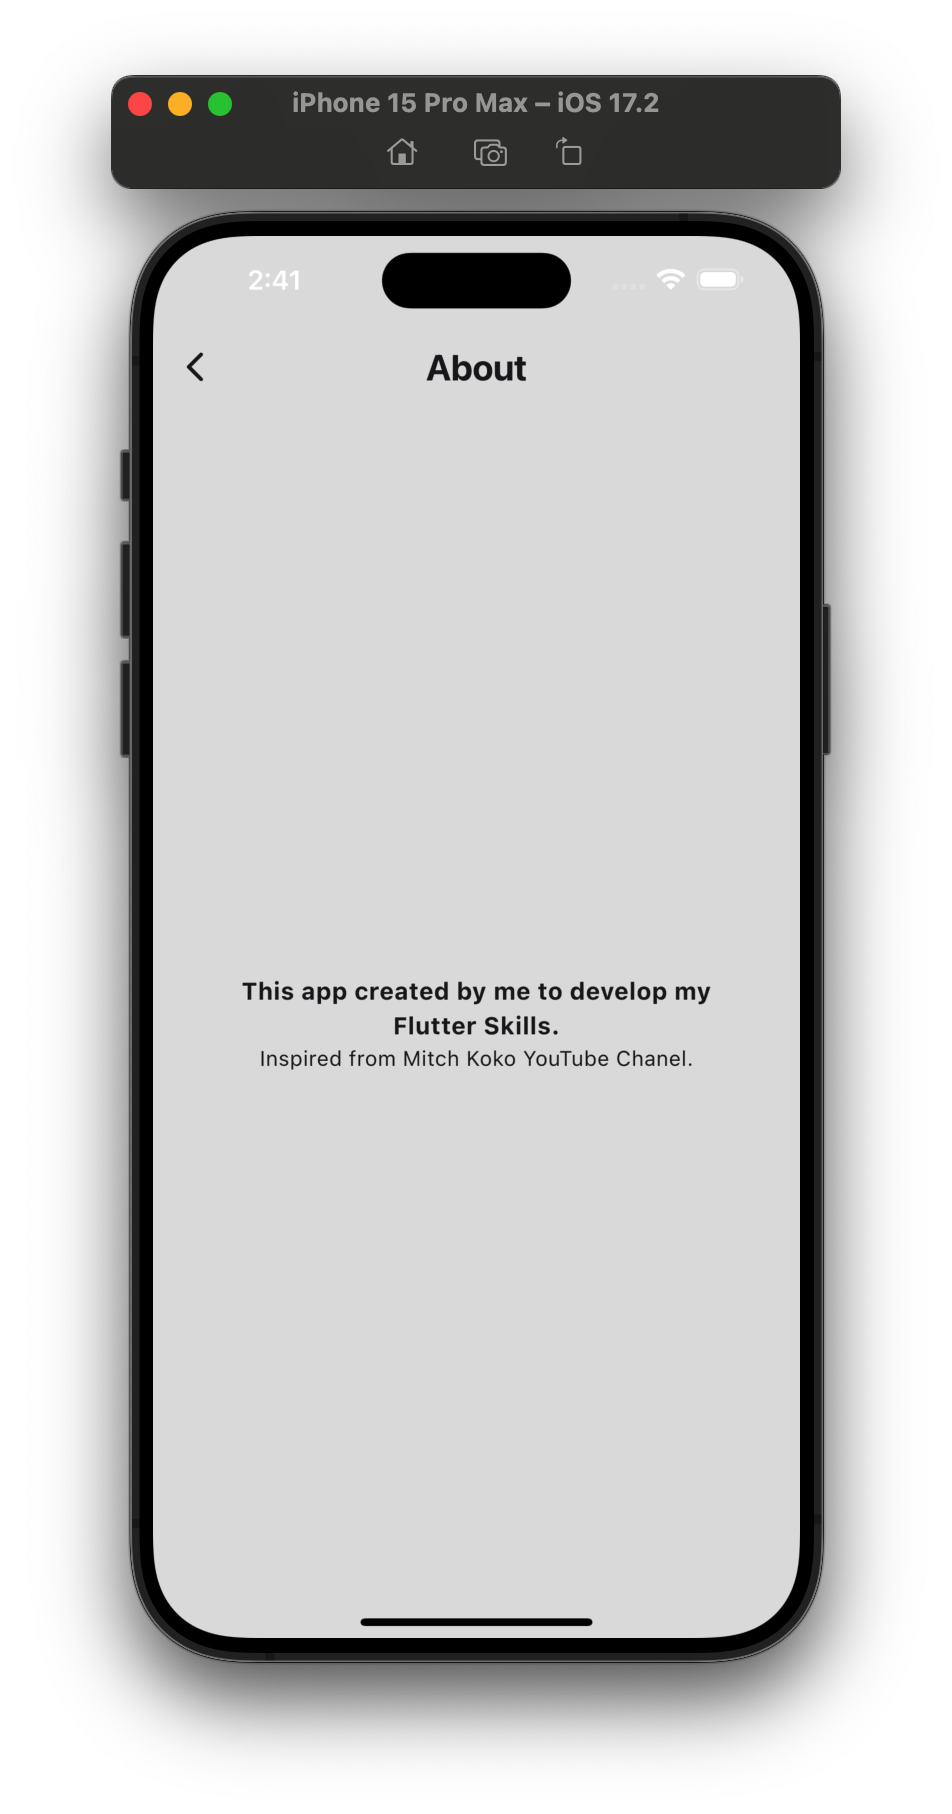 iPhone 15 Pro Max – iOS 17.2
2:41
About
This app created by me to develop my
Flutter Skills.
Inspired from Mitch Koko YouTube Chanel.